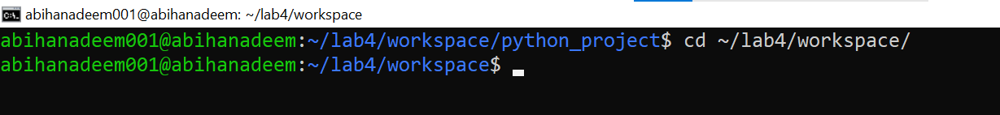 abihanadeem001@abihanadeem: ~/lab4/workspace
abihanadeem001@abihanadeem:~/lab4/workspace/python_project$ cd ~/lab4/workspace/
abihanadeem001@abihanadeem:~/lab4/workspace$